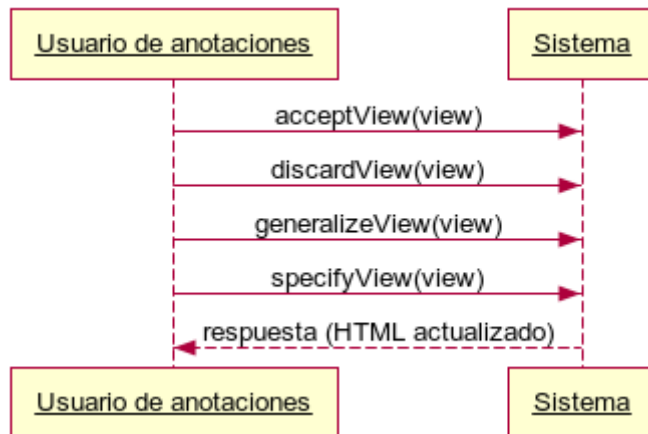 Usuario de anotaciones
Sistema
acceptView(view)
discardView(view)
generalizeView(view)
specifyView(view)
respuesta (HTML actualizado)
Usuario de anotaciones
Sistema